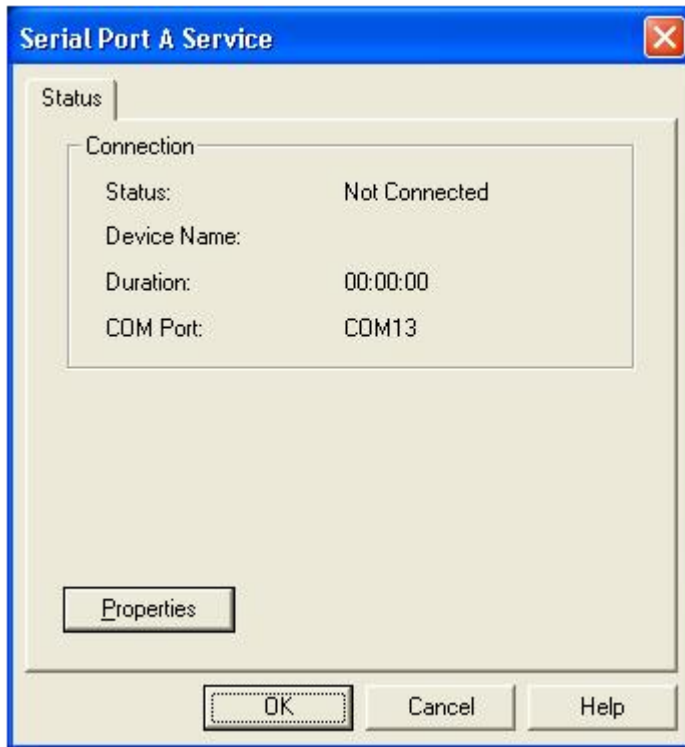 Serial Port A Service
Status
Connection
Status: Not Connected
Device Name:
Duration: 00:00:00
COM Port: COM13
Properties
OK Cancel Help